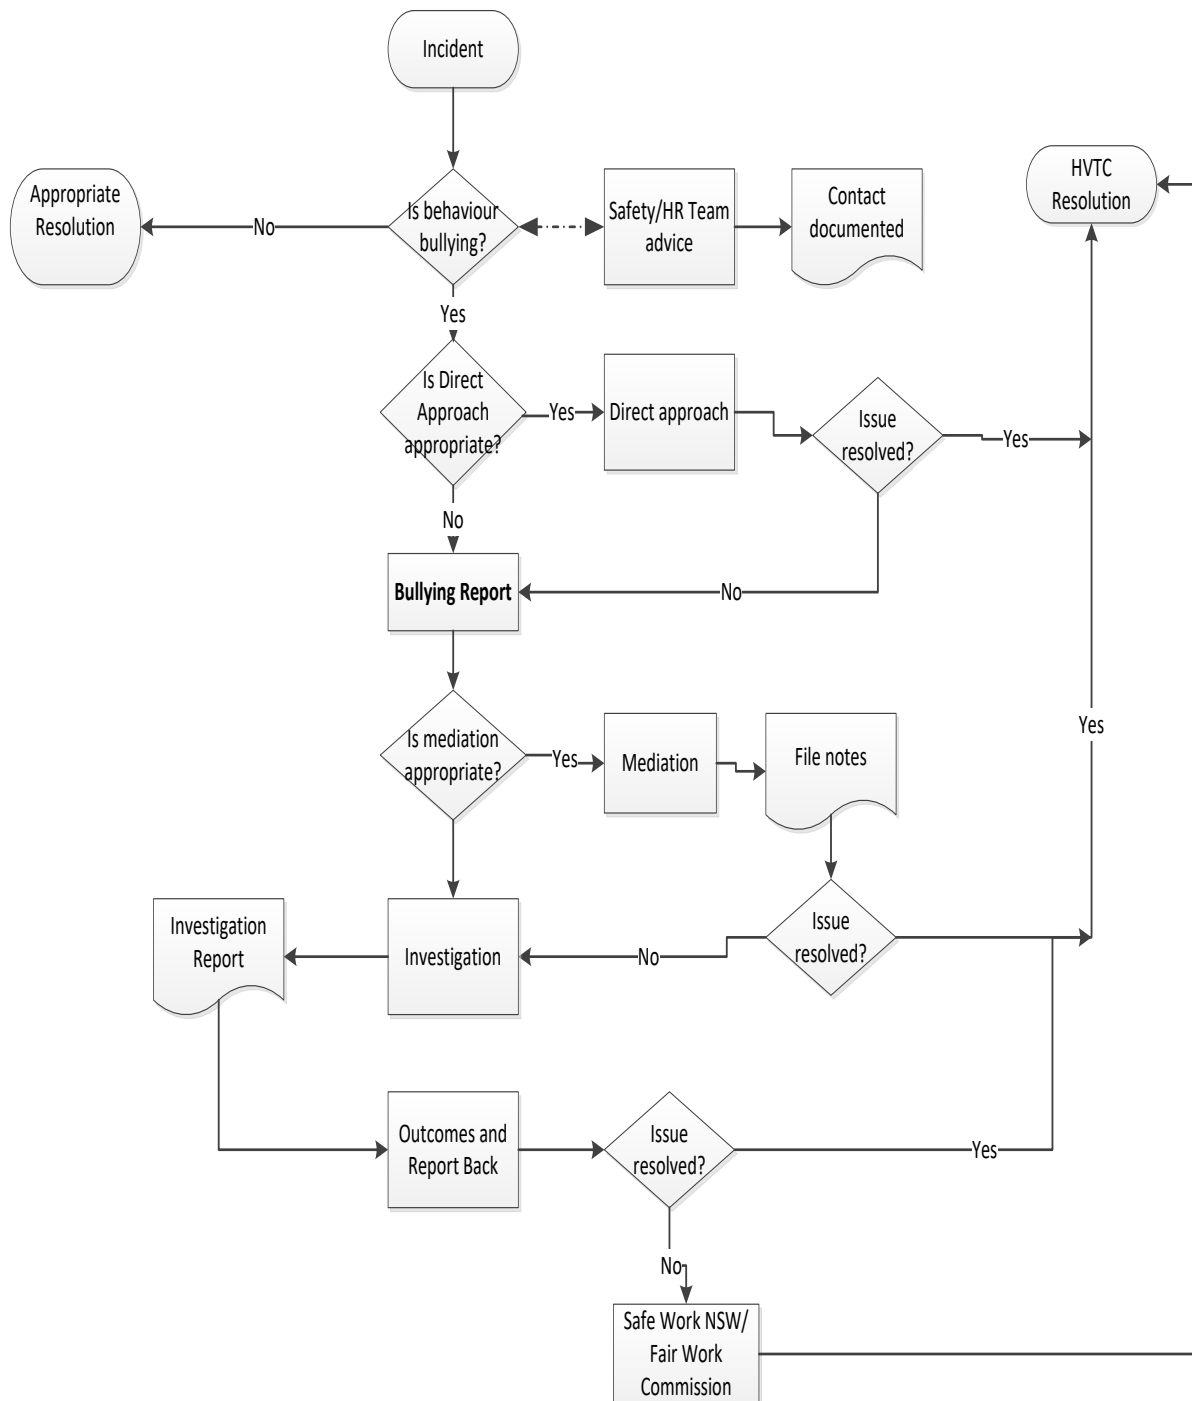 Incident
Appropriate
Resolution
No
Is behaviour
bullying?
Safety/HR Team
advice
Contact
documented
HVTC
Resolution
Yes
Is Direct
Approach
appropriate?
Yes
Direct approach
Issue
resolved?
Yes
No
Bullying Report
No
Is mediation
appropriate?
Yes
Mediation
File notes
Yes
Investigation
Report
Investigation
No
Issue
resolved?
Outcomes and
Report Back
Issue
resolved?
Yes
No
Safe Work NSW/
Fair Work
Commission